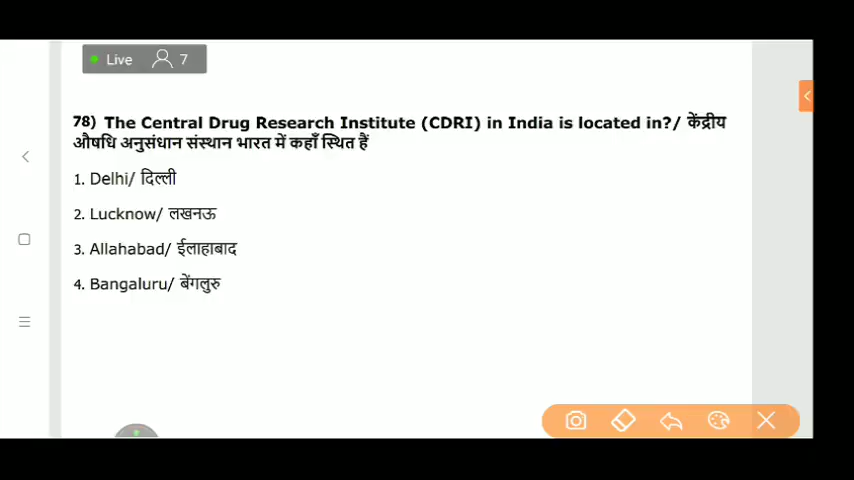 Live 7
78) The Central Drug Research Institute (CDRI) in India is located in?/ केंद्रीय
औषधि अनुसंधान संस्थान भारत में कहाँ स्थित हैं
1. Delhi/ दिल्ली
2. Lucknow/ लखनऊ
3. Allahabad/ ईलाहाबाद
4. Bangaluru/ बेंगलुरु